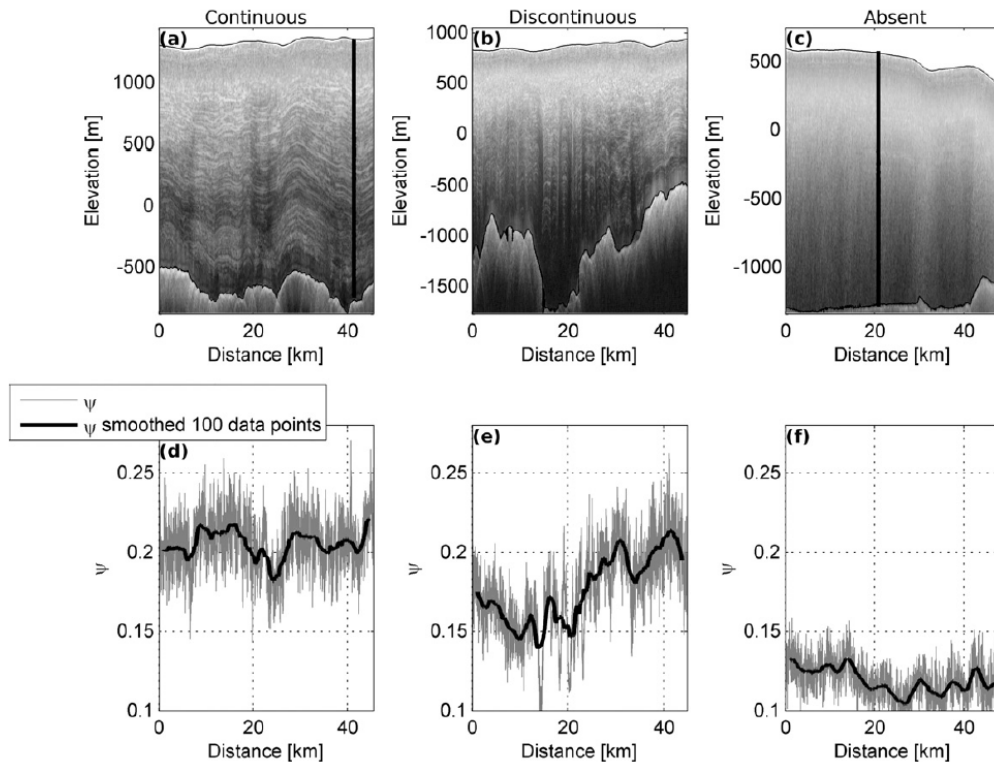 Continuous
Discontinuous
Absent
(a)
(b)
(c)
Elevation [m]
1000
500
0
-500
Elevation [m]
1000
500
0
-500
-1000
-1500
Elevation [m]
500
0
-500
-1000
0 20 40
0 20 40
0 20 40
Distance [km]
Distance [km]
Distance [km]
ψ
ψ smoothed 100 data points
(d)
(e)
(f)
ψ
0.25
0.2
0.15
0.1
ψ
0.25
0.2
0.15
0.1
ψ
0.25
0.2
0.15
0.1
0 20 40
0 20 40
0 20 40
Distance [km]
Distance [km]
Distance [km]